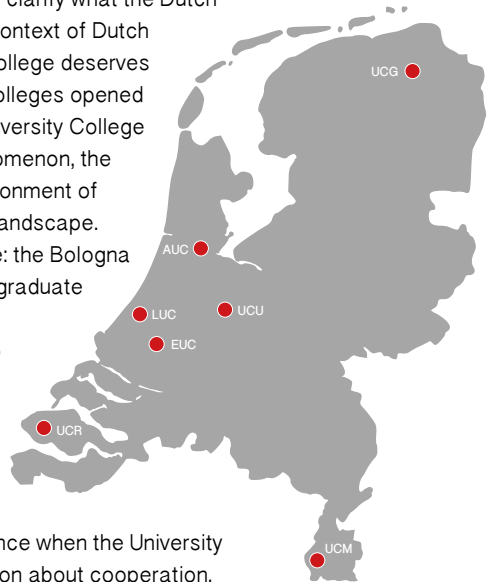 clarify what the Dutch
ontext of Dutch
ollege deserves
olleges opened
versity College
omenon, the
onment of
andscape.
e: the Bologna
graduate
UCG
AUC
LUC
UCU
EUC
UCR
nce when the University
UCM
on about cooperation.